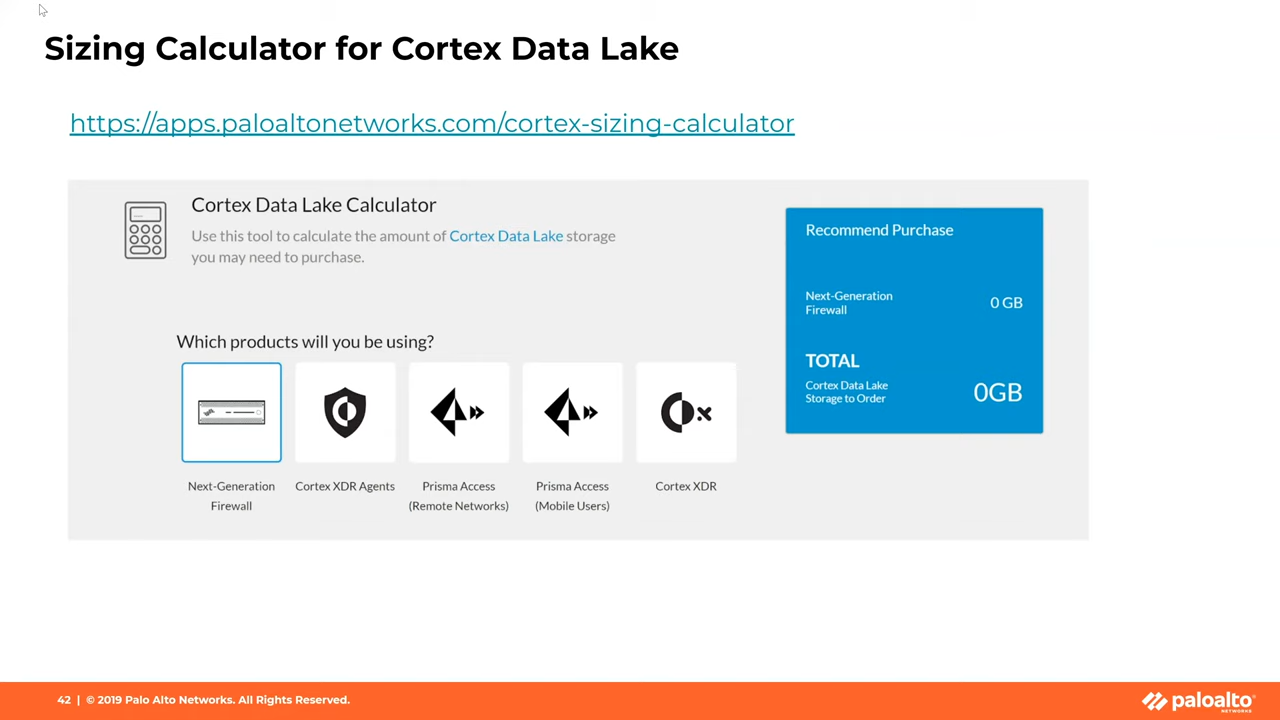 Sizing Calculator for Cortex Data Lake
https://apps.paloaltonetworks.com/cortex-sizing-calculator
Cortex Data Lake Calculator
Use this tool to calculate the amount of Cortex Data Lake storage
you may need to purchase.
Which products will you be using?
Next-Generation
Firewall
Cortex XDR Agents
Prisma Access
(Remote Networks)
Prisma Access
(Mobile Users)
Cortex XDR
Recommend Purchase
Next-Generation
Firewall
0 GB
TOTAL
Cortex Data Lake
Storage to Order
0GB
42 | © 2019 Palo Alto Networks. All Rights Reserved.
paloalto
NETWORKS